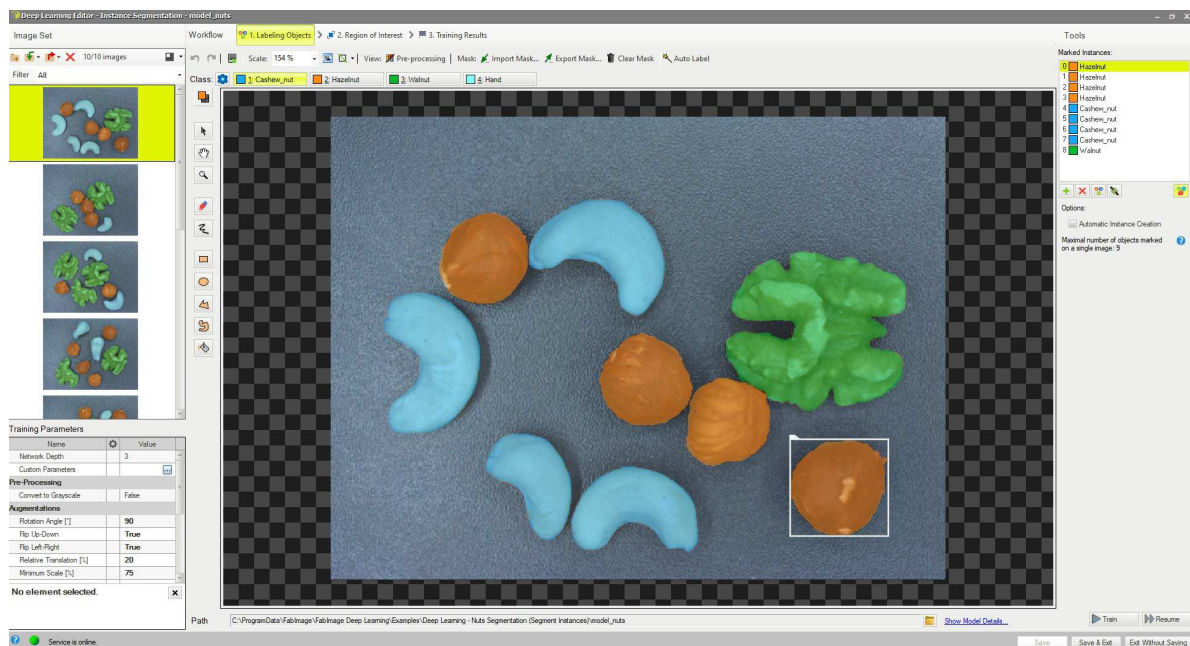 Deep Learning Editor - Instance Segmentation - model_nuts
Image Set
Workflow
1. Labeling Objects
2. Region of Interest
3. Training Results
Tools
10/10 images
Scale: 154 %
View: Pre-processing
Mask: Import Mask... Export Mask... Clear Mask Auto Label
Marked Instances:
Filter All
Class: 1: Cashew_nut 2: Hazelnut 3: Walnut 4: Hand
0 Hazelnut
1 Hazelnut
2 Hazelnut
3 Hazelnut
4 Cashew_nut
5 Cashew_nut
6 Cashew_nut
7 Cashew_nut
8 Walnut
Options:
Automatic Instance Creation
Maximal number of objects marked
on a single image: 9
Training Parameters
Name Value
Network Depth 3
Custom Parameters ...
Pre-Processing
Convert to Grayscale False
Augmentations
Rotation Angle [°] 90
Flip Up-Down True
Flip Left-Right True
Relative Translation [%] 20
Minimum Scale [%] 75
No element selected.
Path C:\ProgramData\FabImage\FabImage Deep Learning\Examples\Deep Learning - Nuts Segmentation (Segment Instances)\model_nuts
Show Model Details...
Train Resume
Service is online.
Save Save & Exit Exit Without Saving